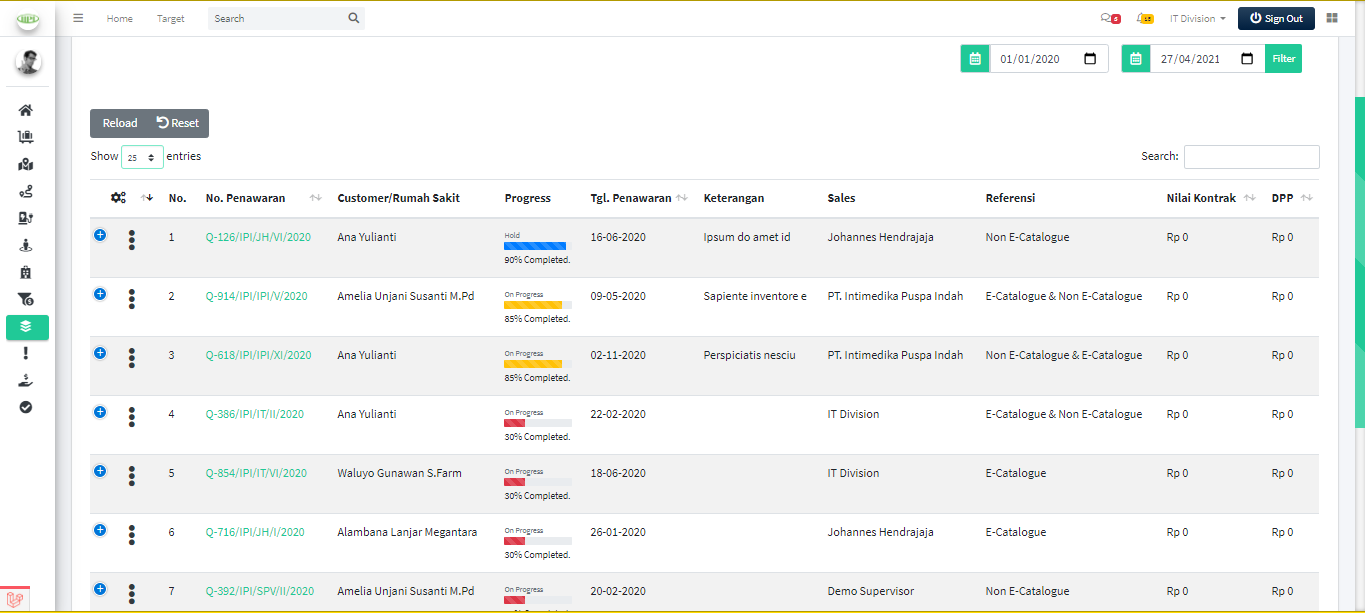 IPI
Home Target Search 6 15 IT Division Sign Out
01/01/2020 27/04/2021 Filter
Reload Reset
Show 25 entries Search:
No. No. Penawaran Customer/Rumah Sakit Progress Tgl. Penawaran Keterangan Sales Referensi Nilai Kontrak DPP
Hold
1 Q-126/IPI/JH/VI/2020 Ana Yulianti 16-06-2020 Ipsum do amet id Johannes Hendrajaja Non E-Catalogue Rp 0 Rp 0
90% Completed.
On Progress
2 Q-914/IPI/IPI/V/2020 Amelia Unjani Susanti M.Pd 09-05-2020 Sapiente inventore e PT. Intimedika Puspa Indah E-Catalogue & Non E-Catalogue Rp 0 Rp 0
85% Completed.
On Progress
3 Q-618/IPI/IPI/XI/2020 Ana Yulianti 02-11-2020 Perspiciatis nesciu PT. Intimedika Puspa Indah Non E-Catalogue & E-Catalogue Rp 0 Rp 0
85% Completed.
On Progress
4 Q-386/IPI/IT/II/2020 Ana Yulianti 22-02-2020 IT Division E-Catalogue & Non E-Catalogue Rp 0 Rp 0
30% Completed.
On Progress
5 Q-854/IPI/IT/VI/2020 Waluyo Gunawan S.Farm 18-06-2020 IT Division E-Catalogue Rp 0 Rp 0
30% Completed.
On Progress
6 Q-716/IPI/JH/I/2020 Alambana Lanjar Megantara 26-01-2020 Johannes Hendrajaja E-Catalogue Rp 0 Rp 0
30% Completed.
On Progress
7 Q-392/IPI/SPV/II/2020 Amelia Unjani Susanti M.Pd 20-02-2020 Demo Supervisor Non E-Catalogue Rp 0 Rp 0